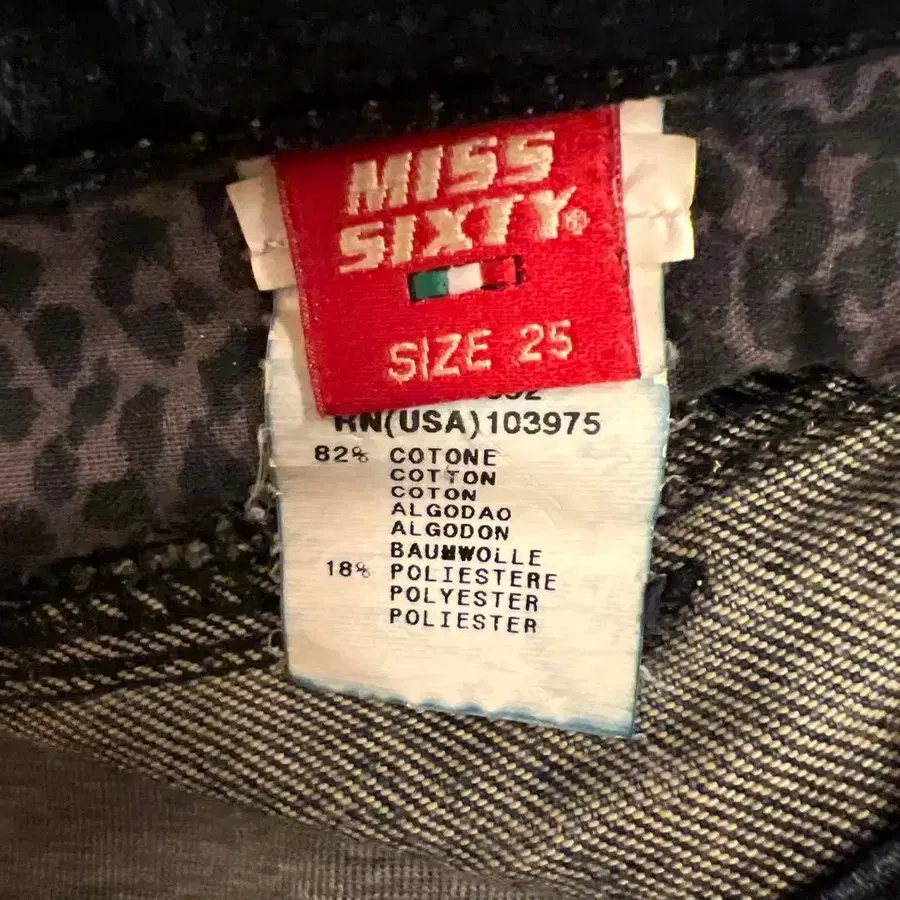 MISS
SIXTY®
SIZE 25
RN(USA)103975
82% COTONE
COTTON
COTON
ALGODAO
ALGODON
BAUMWOLLE
18% POLIESTERE
POLYESTER
POLIESTER